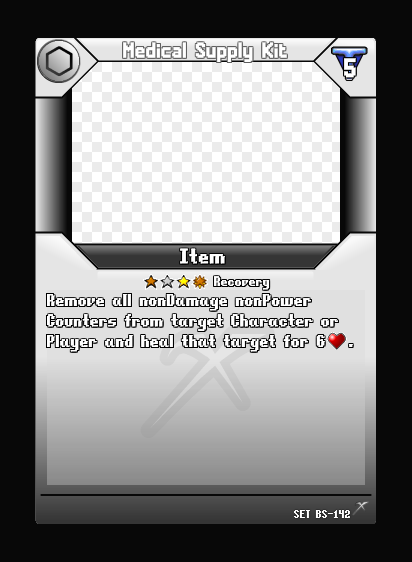 Medical Supply Kit
5
Item
Recovery
Remove all nonDamage nonPower
Counters from target Character or
Player and heal that target for 6❤.
SET BS-142